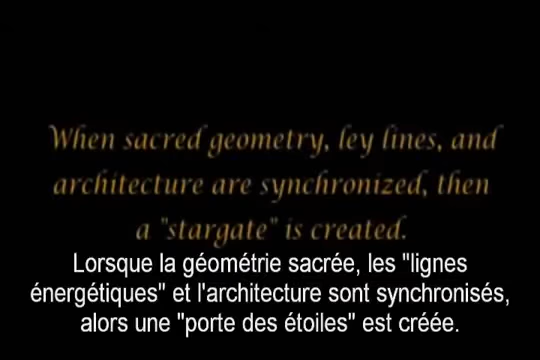 When sacred geometry, ley lines, and
architecture are synchronized, then
a "stargate" is created.
Lorsque la géométrie sacrée, les "lignes
énergétiques" et l'architecture sont synchronisés,
alors une "porte des étoiles" est créée.